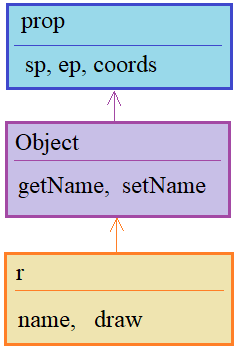 prop
sp, ep, coords
Object
getName, setName
r
name, draw